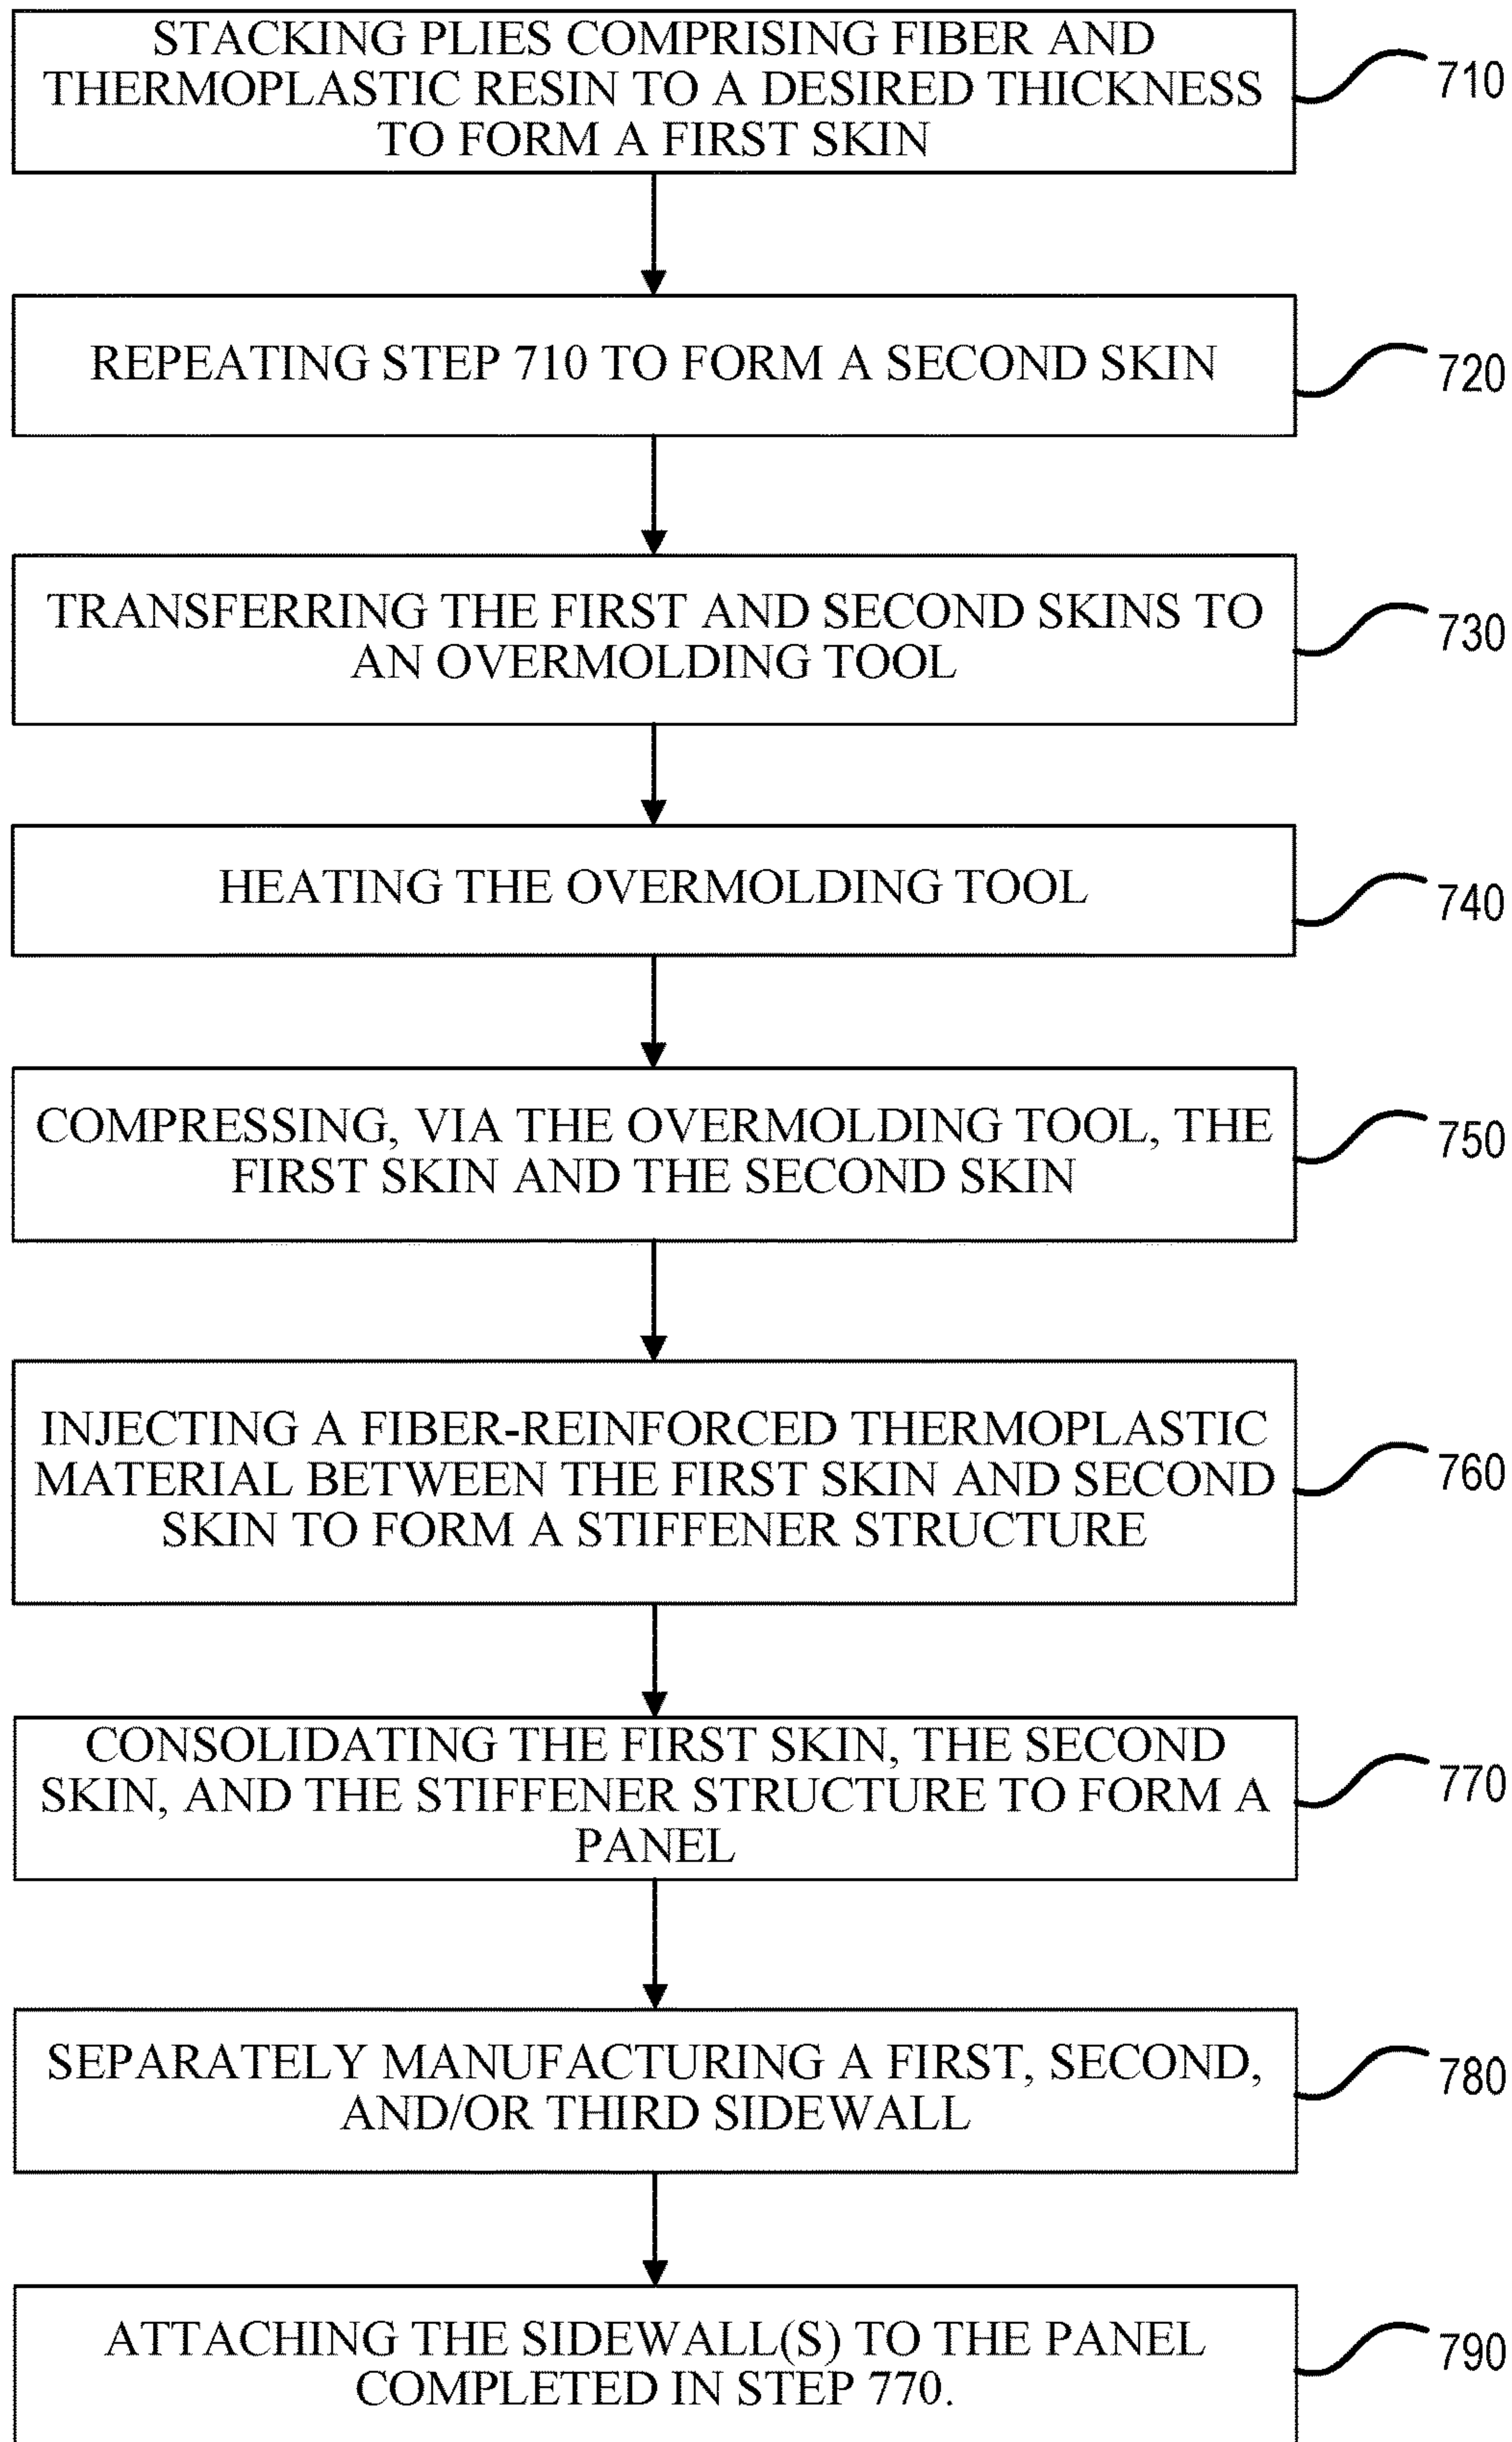 STACKING PLIES COMPRISING FIBER AND
THERMOPLASTIC RESIN TO A DESIRED THICKNESS
TO FORM A FIRST SKIN
710
REPEATING STEP 710 TO FORM A SECOND SKIN
720
TRANSFERRING THE FIRST AND SECOND SKINS TO
AN OVERMOLDING TOOL
730
HEATING THE OVERMOLDING TOOL
740
COMPRESSING, VIA THE OVERMOLDING TOOL, THE
FIRST SKIN AND THE SECOND SKIN
750
INJECTING A FIBER-REINFORCED THERMOPLASTIC
MATERIAL BETWEEN THE FIRST SKIN AND SECOND
SKIN TO FORM A STIFFENER STRUCTURE
760
CONSOLIDATING THE FIRST SKIN, THE SECOND
SKIN, AND THE STIFFENER STRUCTURE TO FORM A
PANEL
770
SEPARATELY MANUFACTURING A FIRST, SECOND,
AND/OR THIRD SIDEWALL
780
ATTACHING THE SIDEWALL(S) TO THE PANEL
COMPLETED IN STEP 770.
790